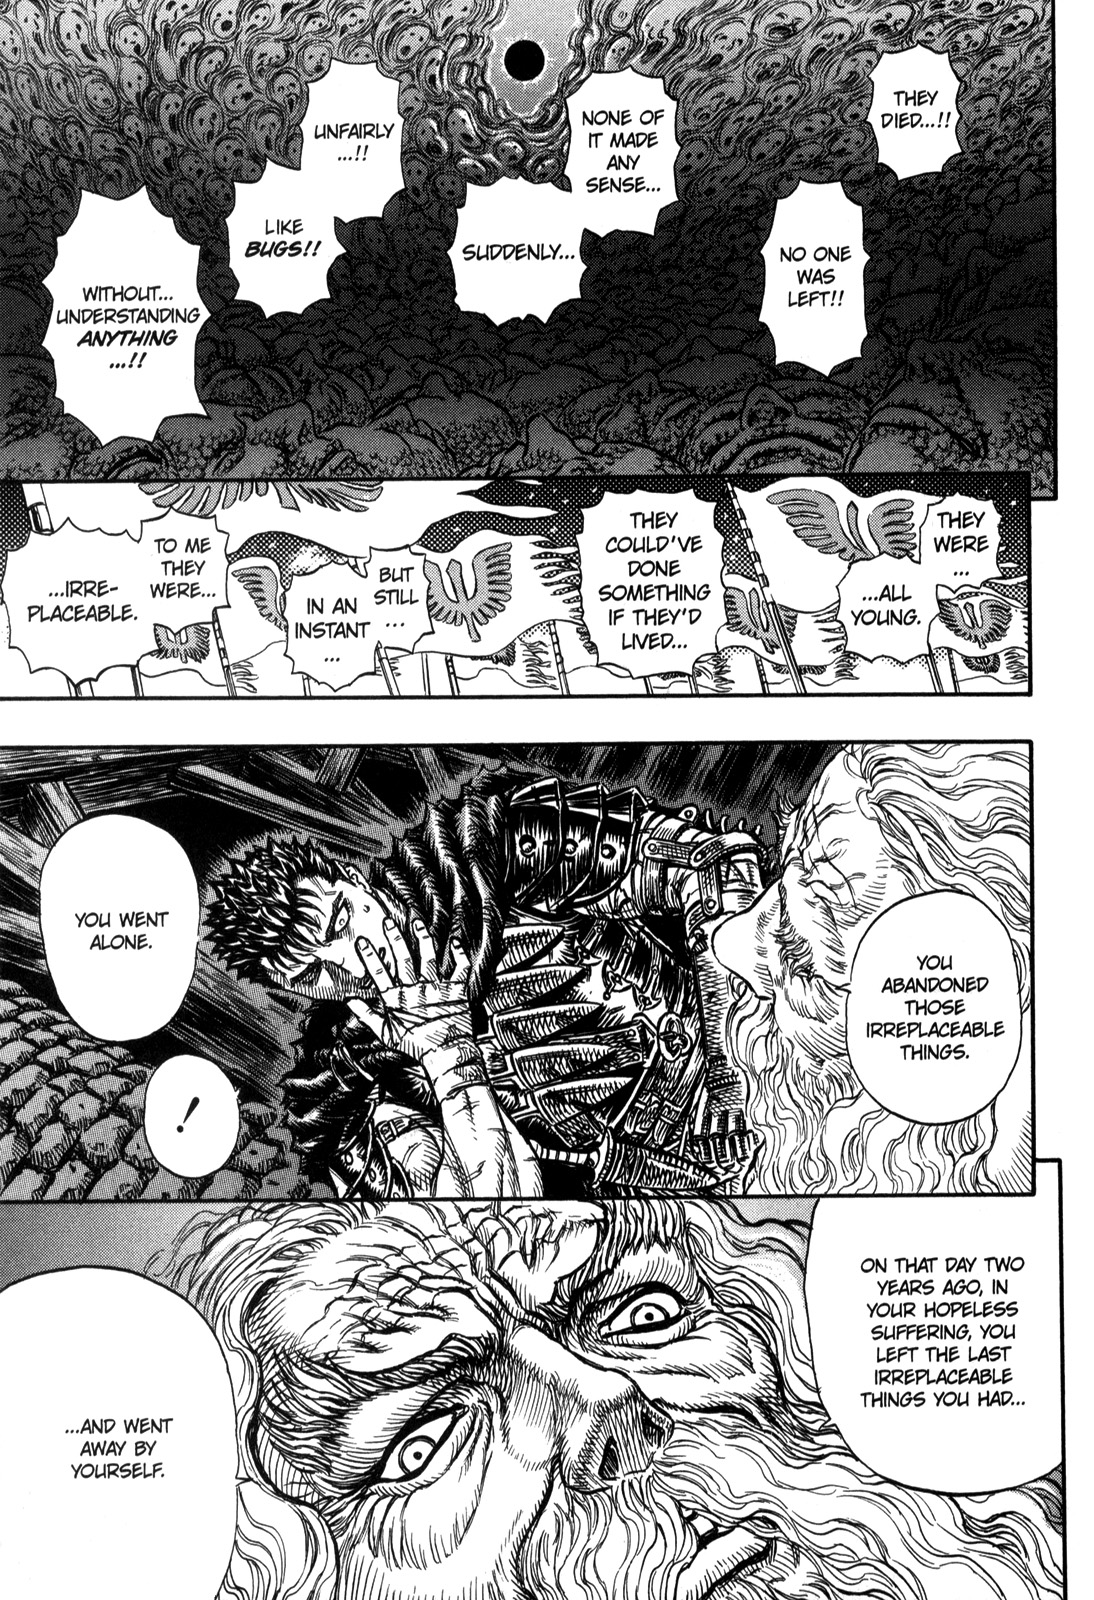 THEY
DIED...!!
NO ONE
WAS
LEFT!!
NONE OF
IT MADE
ANY
SENSE...
SUDDENLY...
UNFAIRLY
...!!
LIKE
BUGS!!
WITHOUT...
UNDERSTANDING
ANYTHING
...!!
THEY
WERE
...
...ALL
YOUNG.
THEY
COULD'VE
DONE
SOMETHING
IF THEY'D
LIVED...
BUT
STILL
...
IN AN
INSTANT
...
TO ME
THEY
WERE...
...IRRE-
PLACEABLE.
YOU
ABANDONED
THOSE
IRREPLACEABLE
THINGS.
YOU WENT
ALONE.
!
ON THAT DAY TWO
YEARS AGO, IN
YOUR HOPELESS
SUFFERING, YOU
LEFT THE LAST
IRREPLACEABLE
THINGS YOU HAD...
...AND WENT
AWAY BY
YOURSELF.